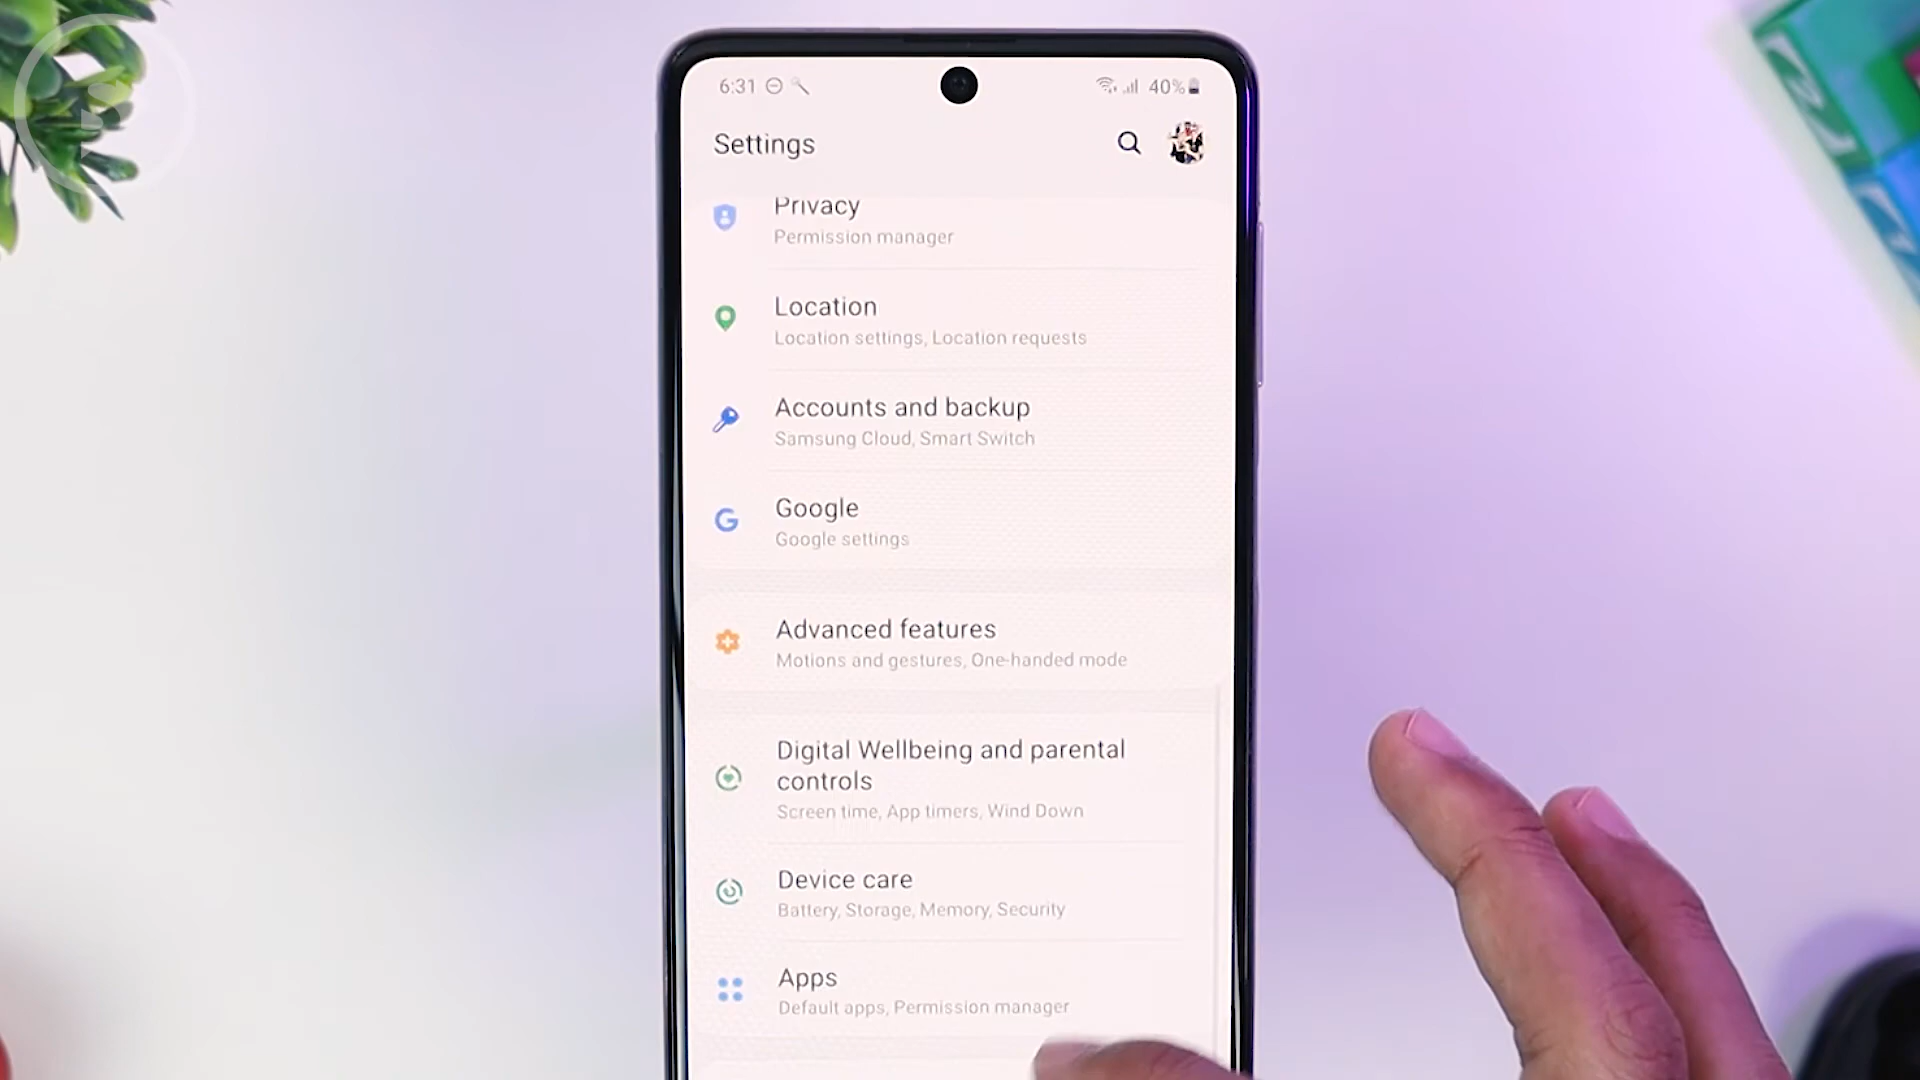 6:31
40%
Settings
Privacy
Permission manager
Location
Location settings, Location requests
Accounts and backup
Samsung Cloud, Smart Switch
Google
Google settings
Advanced features
Motions and gestures, One-handed mode
Digital Wellbeing and parental
controls
Screen time, App timers, Wind Down
Device care
Battery, Storage, Memory, Security
Apps
Default apps, Permission manager